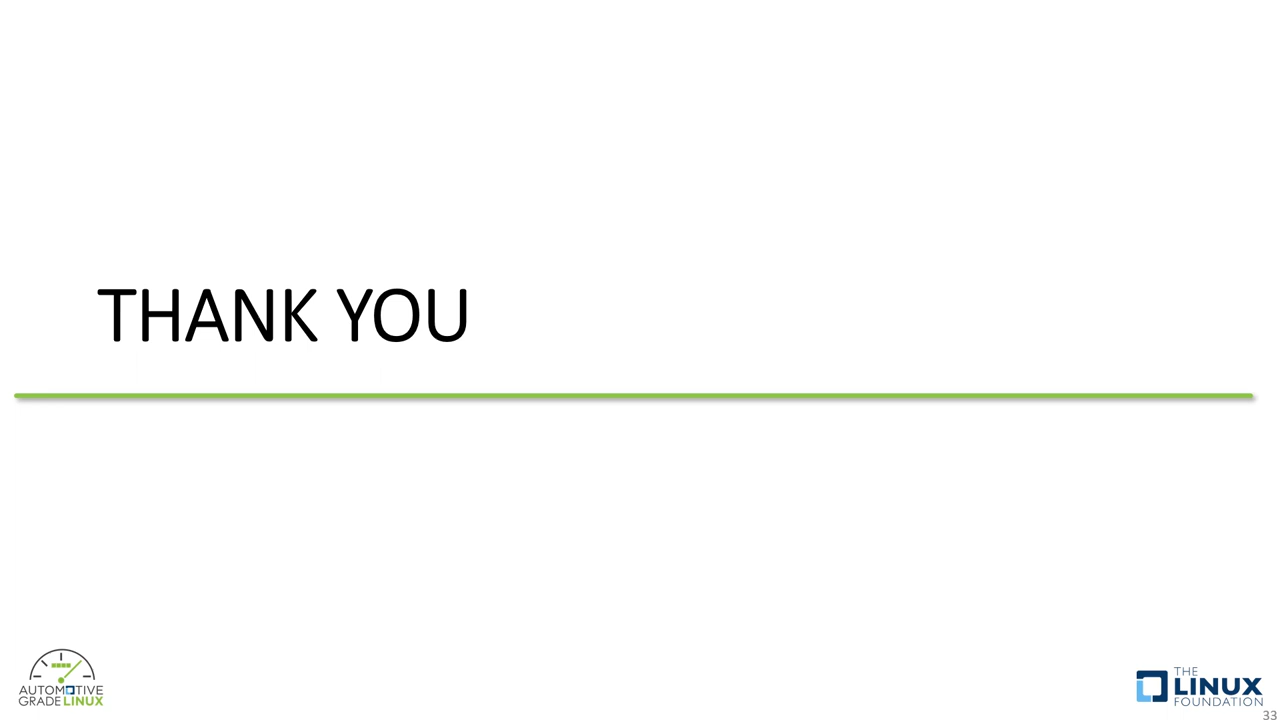 THANK YOU
AUTOMOTIVE
GRADE LINUX
THE
LINUX
FOUNDATION
33